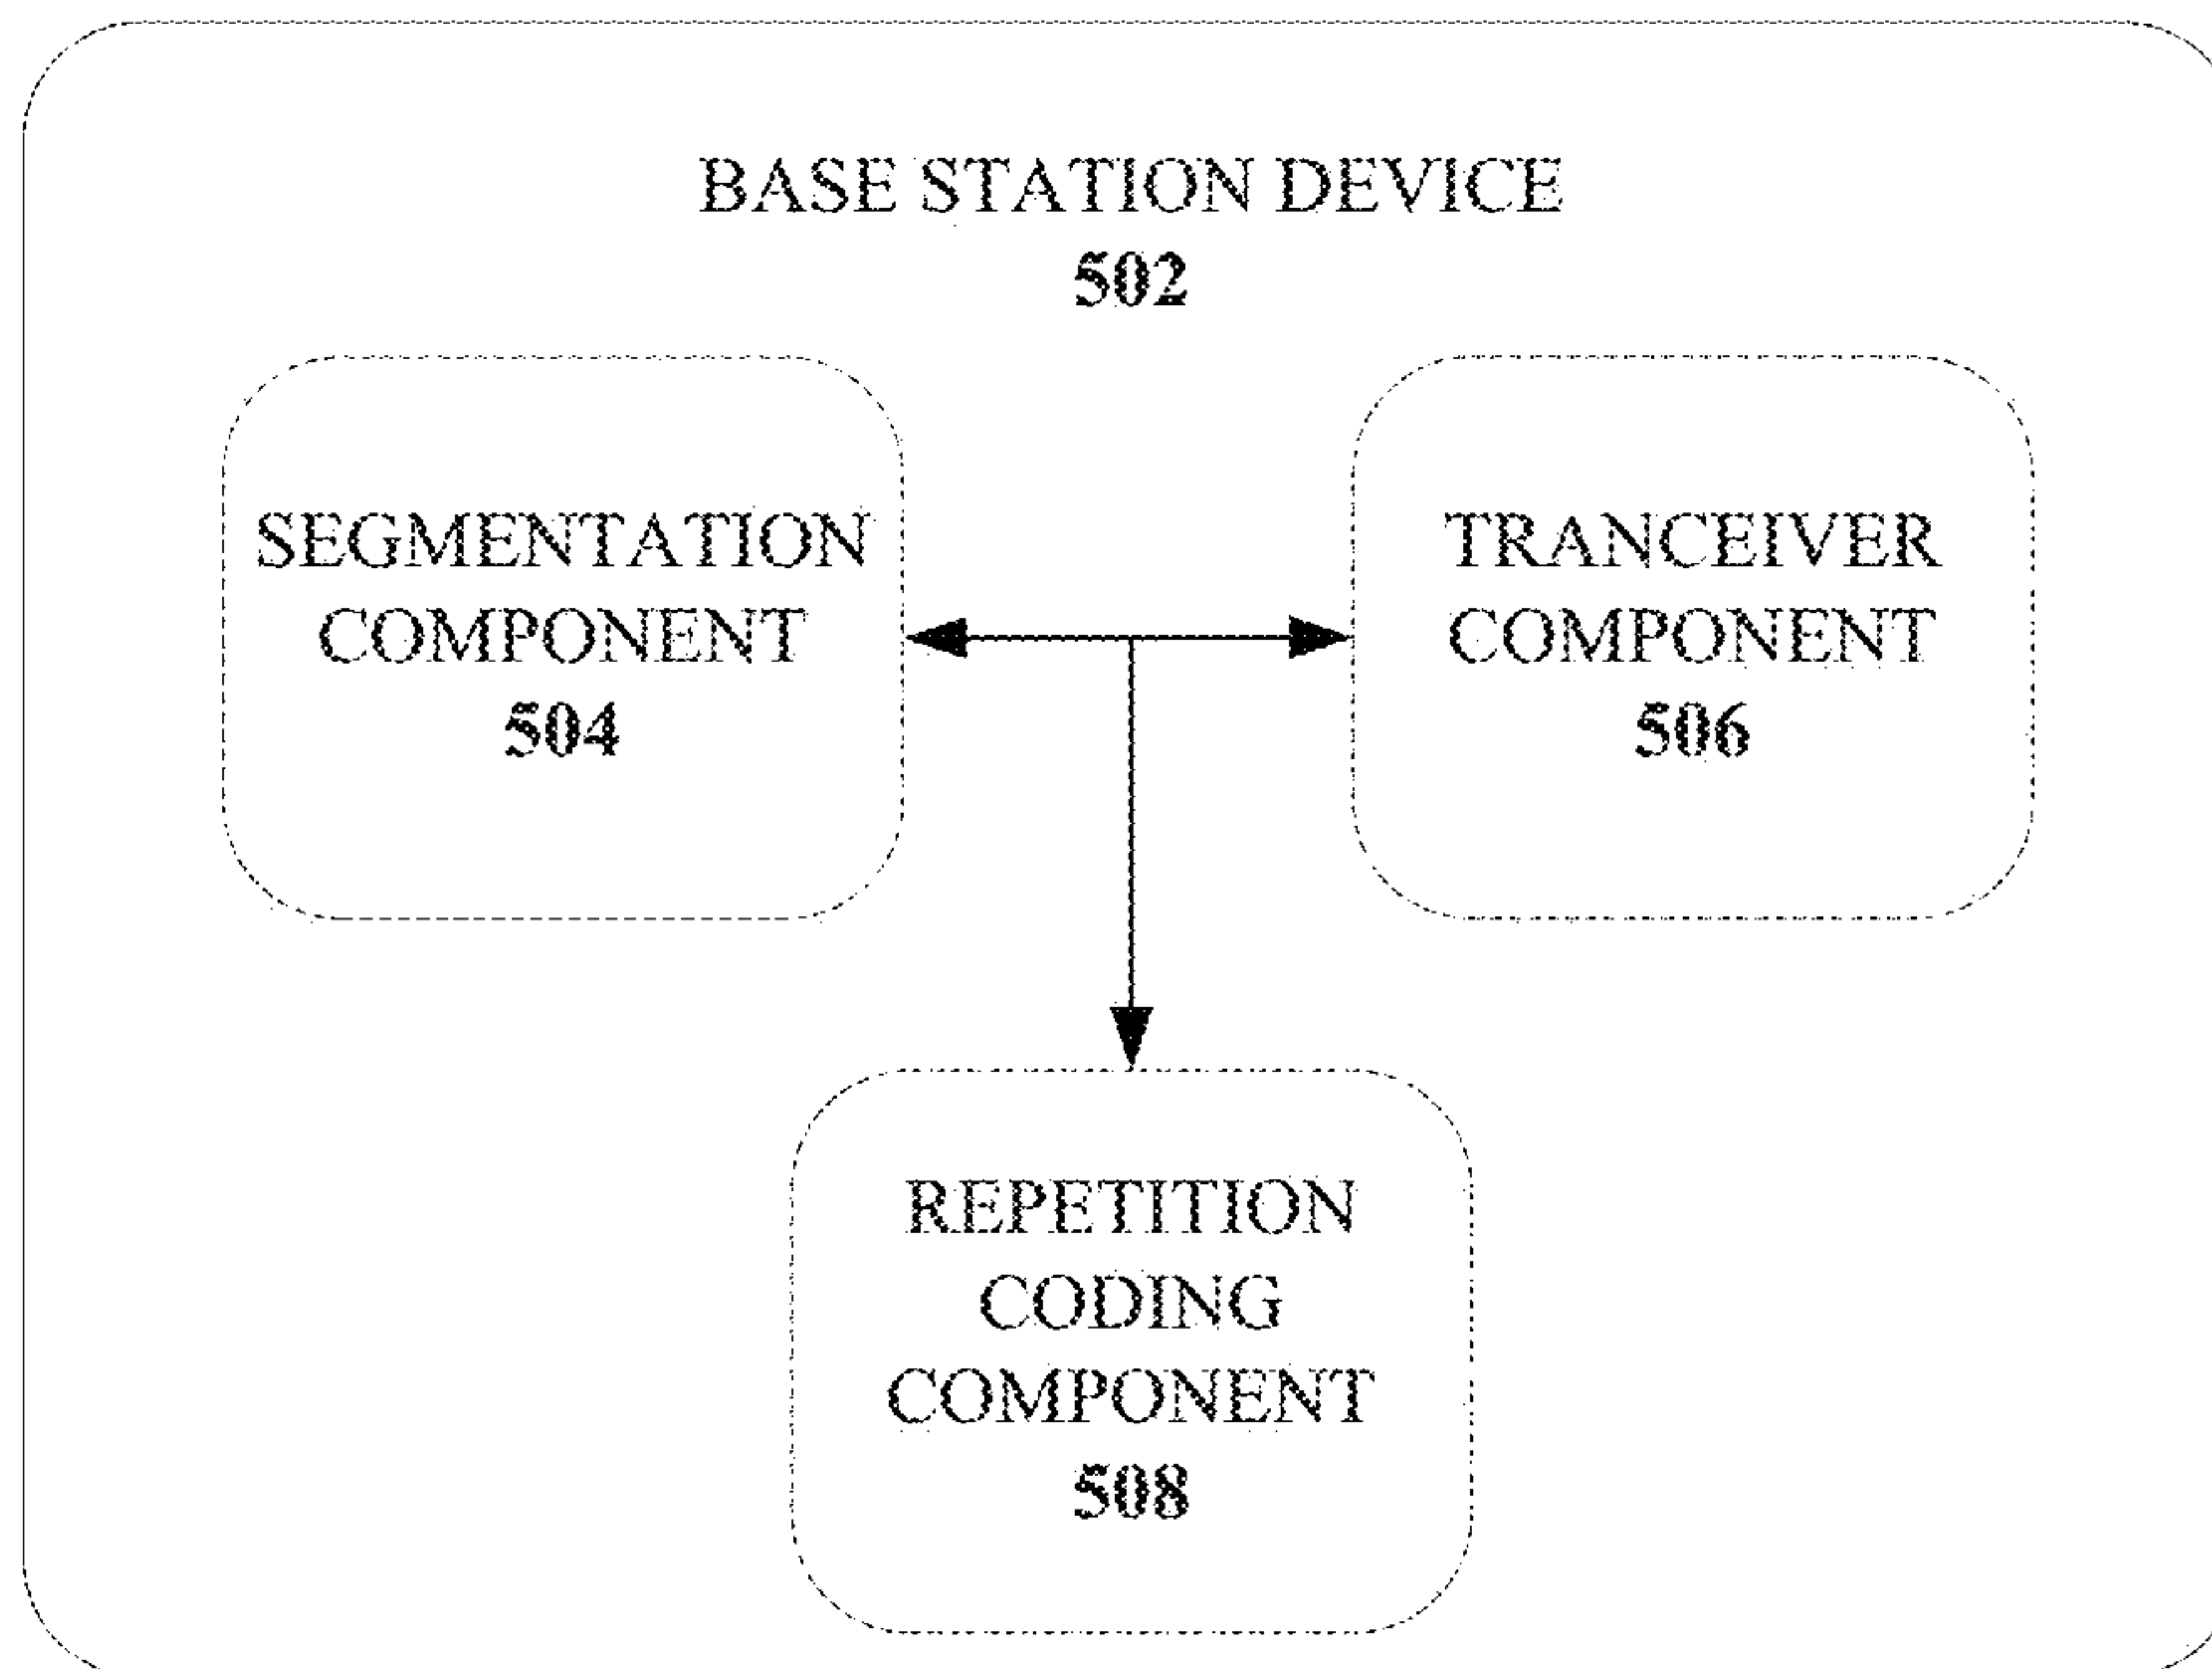 BASE STATION DEVICE
502
SEGMENTATION
COMPONENT
504
TRANCEIVER
COMPONENT
506
REPETITION
CODING
COMPONENT
508